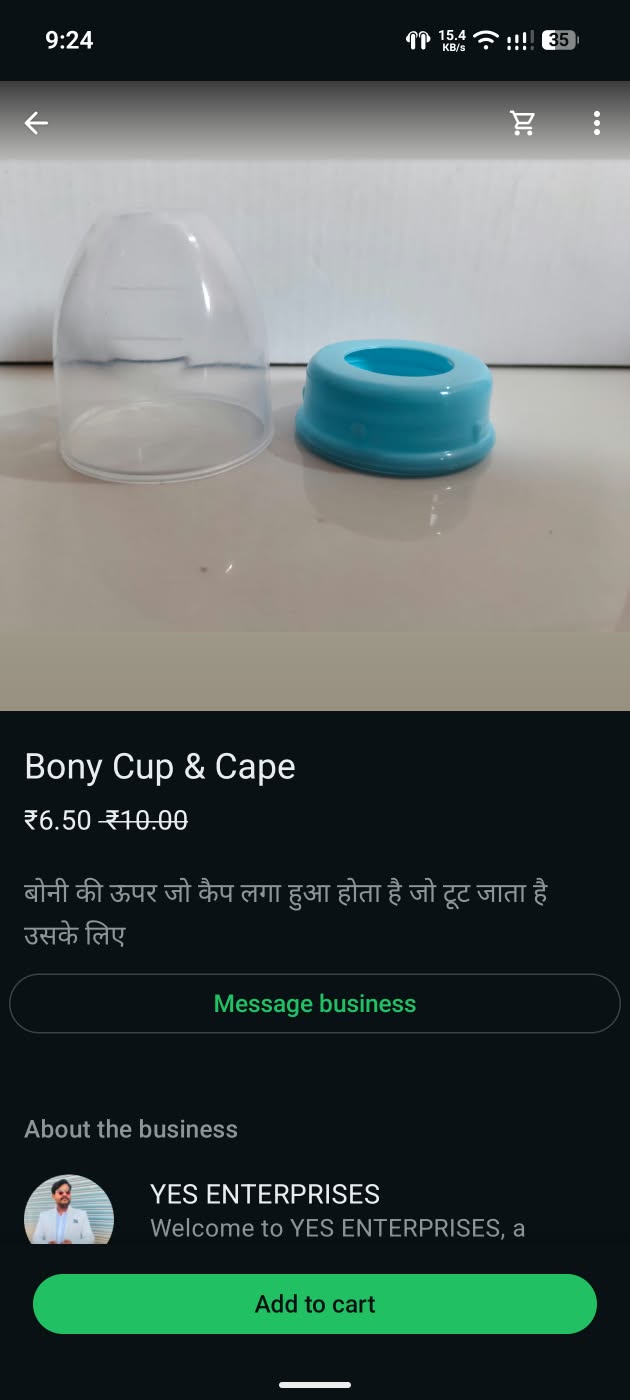 9:24
15.4
KB/s
35
Bony Cup & Cape
₹6.50 ₹10.00
बोनी की ऊपर जो कैप लगा हुआ होता है जो टूट जाता है
उसके लिए
Message business
About the business
YES ENTERPRISES
Welcome to YES ENTERPRISES, a
Add to cart